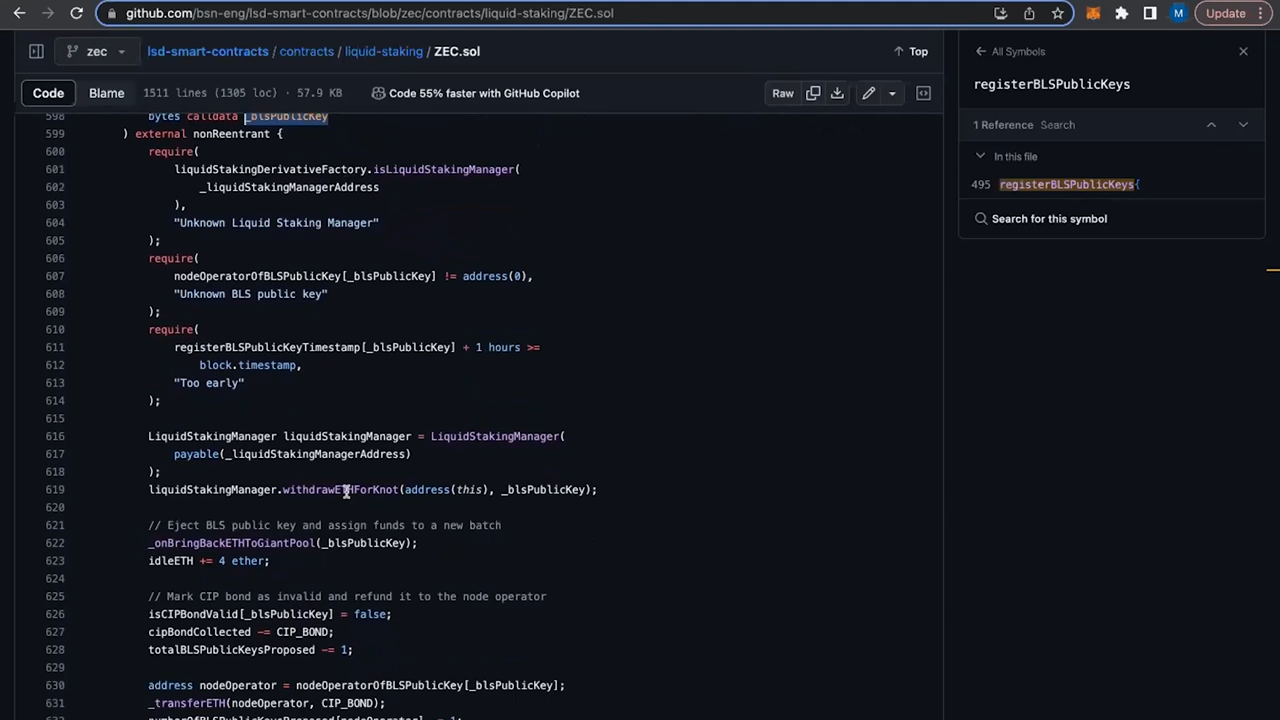 github.com/bsn-eng/lsd-smart-contracts/blob/zec/contracts/liquid-staking/ZEC.sol
M
Update
zec
lsd-smart-contracts / contracts / liquid-staking / ZEC.sol
Top
Code
Blame
1511 lines (1305 loc) · 57.9 KB
Code 55% faster with GitHub Copilot
Raw
598 bytes calldata _blsPublicKey
599 ) external nonReentrant {
600 require(
601 liquidStakingDerivativeFactory.isLiquidStakingManager(
602 _liquidStakingManagerAddress
603 ),
604 "Unknown Liquid Staking Manager"
605 );
606 require(
607 nodeOperatorOfBLSPublicKey[_blsPublicKey] != address(0),
608 "Unknown BLS public key"
609 );
610 require(
611 registerBLSPublicKeyTimestamp[_blsPublicKey] + 1 hours >=
612 block.timestamp,
613 "Too early"
614 );
615
616 LiquidStakingManager liquidStakingManager = LiquidStakingManager(
617 payable(_liquidStakingManagerAddress)
618 );
619 liquidStakingManager.withdrawETHForKnot(address(this), _blsPublicKey);
620
621 // Eject BLS public key and assign funds to a new batch
622 _onBringBackETHToGiantPool(_blsPublicKey);
623 idleETH += 4 ether;
624
625 // Mark CIP bond as invalid and refund it to the node operator
626 isCIPBondValid[_blsPublicKey] = false;
627 cipBondCollected -= CIP_BOND;
628 totalBLSPublicKeysProposed -= 1;
629
630 address nodeOperator = nodeOperatorOfBLSPublicKey[_blsPublicKey];
631 _transferETH(nodeOperator, CIP_BOND);
All Symbols
registerBLSPublicKeys
1 Reference Search
In this file
495 registerBLSPublicKeys{
Search for this symbol